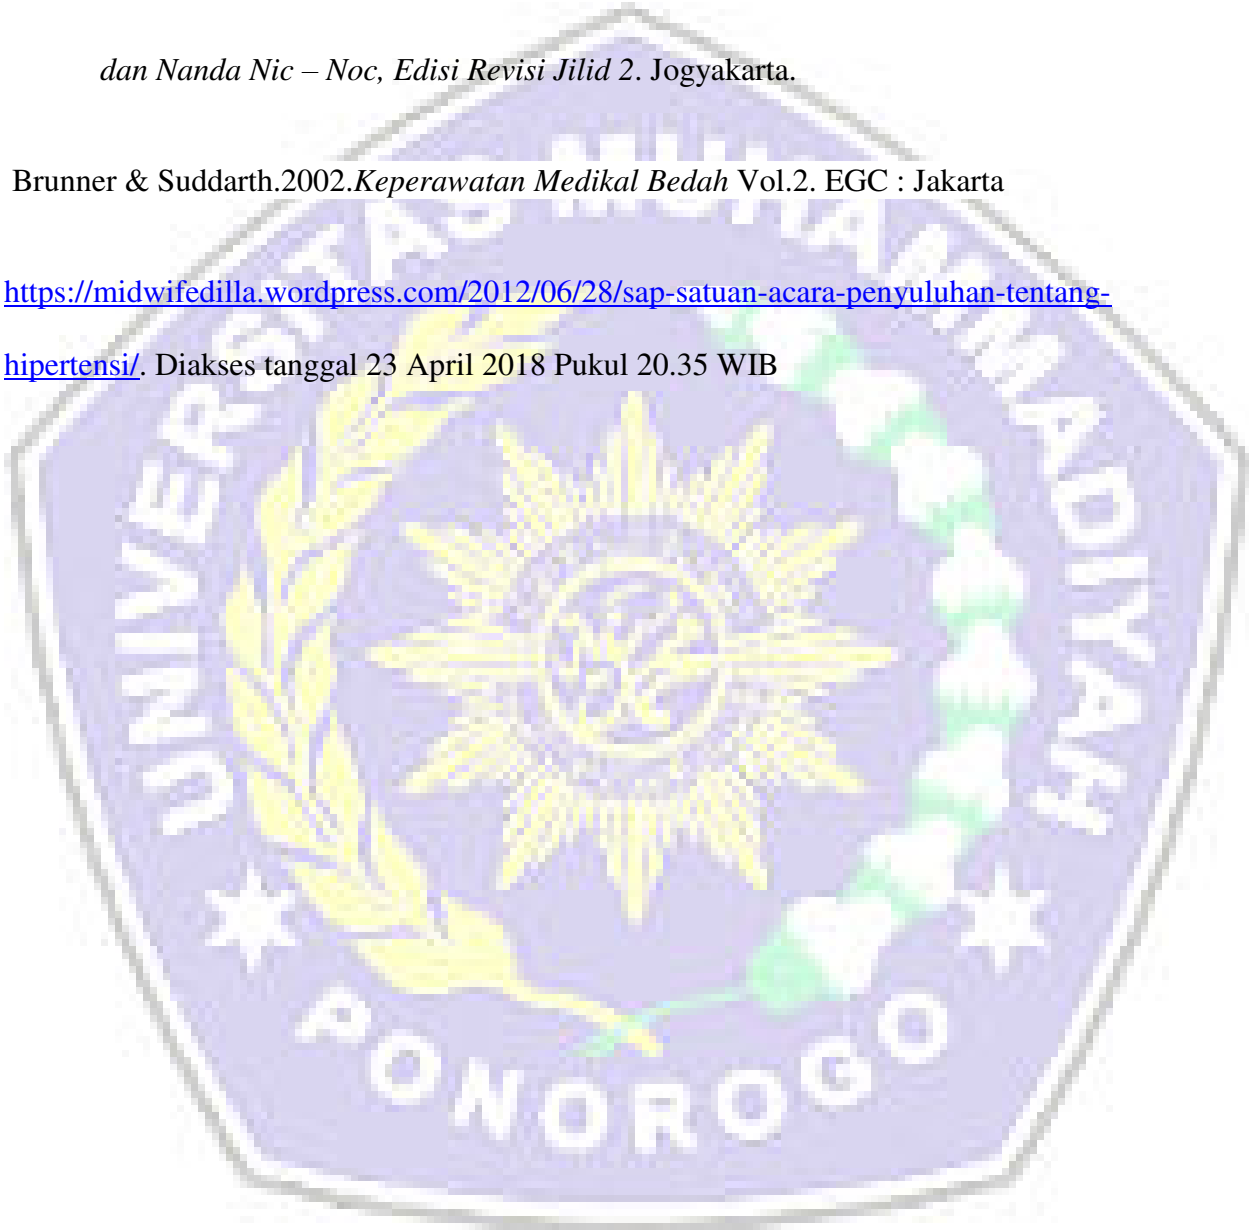 dan Nanda Nic – Noc, Edisi Revisi Jilid 2. Jogyakarta.
Brunner & Suddarth.2002.Keperawatan Medikal Bedah Vol.2. EGC : Jakarta
https://midwifedilla.wordpress.com/2012/06/28/sap-satuan-acara-penyuluhan-tentang-
hipertensi/. Diakses tanggal 23 April 2018 Pukul 20.35 WIB
UNIVERSITAS MUHAMMADIYAH
PONOROGO